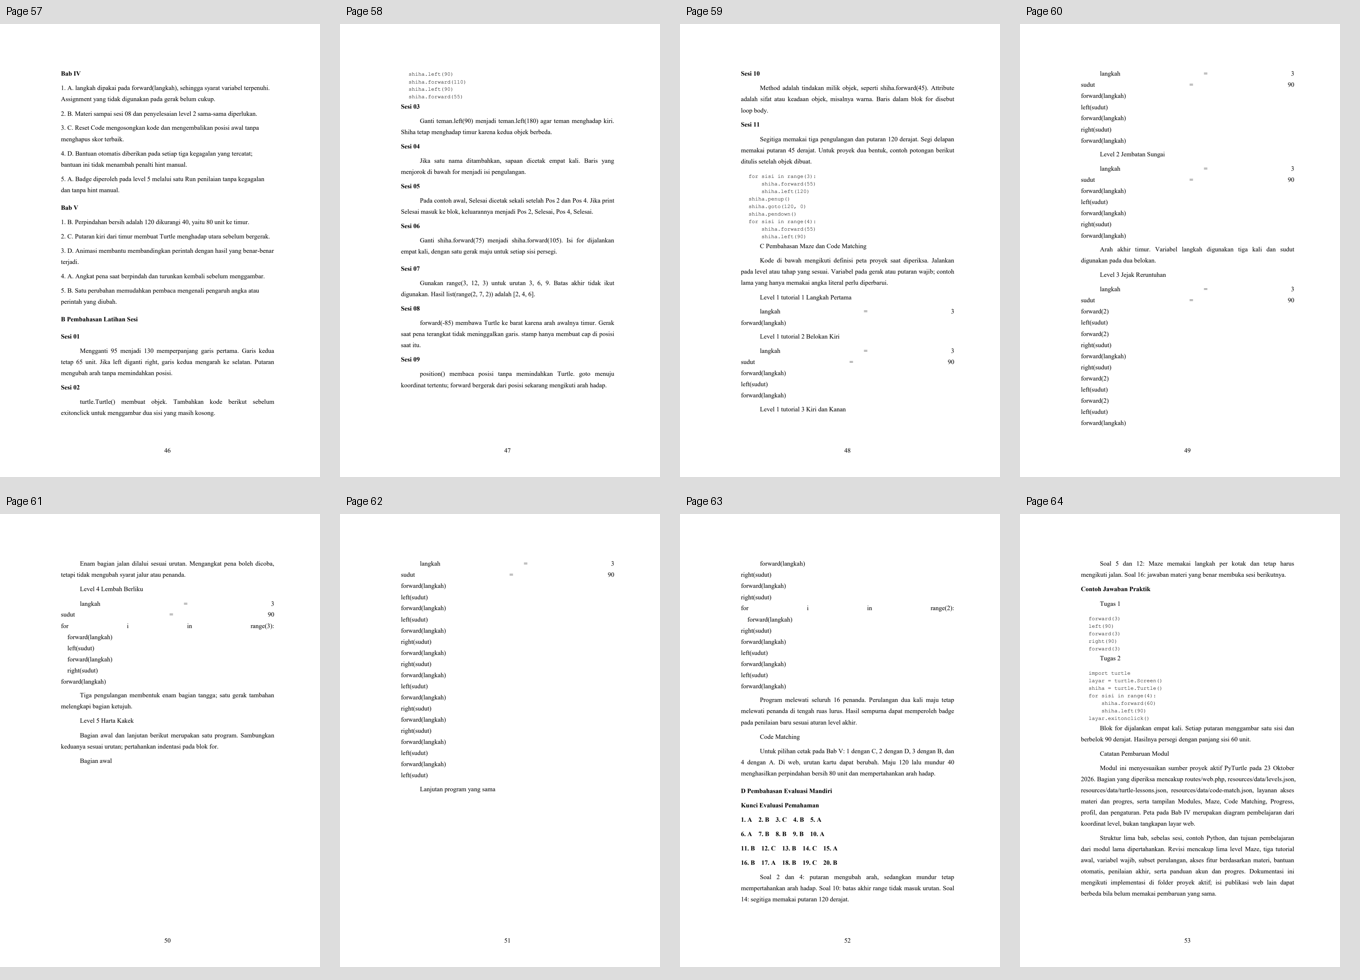 Page 57
Bab IV
1. A. langkah dipakai pada forward(langkah), sehingga syarat variabel terpenuhi.
Assignment yang tidak digunakan pada gerak belum cukup.
2. B. Materi sampai sesi 08 dan penyelesaian level 2 sama-sama diperlukan.
3. C. Reset Code mengosongkan kode dan mengembalikan posisi awal tanpa
menghapus skor terbaik.
4. D. Bantuan otomatis diberikan pada setiap tiga kegagalan yang tercatat;
bantuan ini tidak menambah penalti hint manual.
5. A. Badge diperoleh pada level 5 melalui satu Run penilaian tanpa kegagalan
dan tanpa hint manual.
Bab V
1. B. Perpindahan bersih adalah 120 dikurangi 40, yaitu 80 unit ke timur.
2. C. Putaran kiri dari timur membuat Turtle menghadap utara sebelum bergerak.
3. D. Animasi membantu membandingkan perintah dengan hasil yang benar-benar
terjadi.
4. A. Angkat pena saat berpindah dan turunkan kembali sebelum menggambar.
5. B. Satu perubahan memudahkan pembaca mengenali pengaruh angka atau
perintah yang diubah.
B Pembahasan Latihan Sesi
Sesi 01
Mengganti 95 menjadi 130 memperpanjang garis pertama. Garis kedua
tetap 65 unit. Jika left diganti right, garis kedua mengarah ke selatan. Putaran
mengubah arah tanpa memindahkan posisi.
Sesi 02
turtle.Turtle() membuat objek. Tambahkan kode berikut sebelum
exitonclick untuk menggambar dua sisi yang masih kosong.
46
Page 58
shiha.left(90)
shiha.forward(110)
shiha.left(90)
shiha.forward(55)
Sesi 03
Ganti teman.left(90) menjadi teman.left(180) agar teman menghadap kiri.
Shiha tetap menghadap timur karena kedua objek berbeda.
Sesi 04
Jika satu nama ditambahkan, sapaan dicetak empat kali. Baris yang
menjorok di bawah for menjadi isi pengulangan.
Sesi 05
Pada contoh awal, Selesai dicetak sekali setelah Pos 2 dan Pos 4. Jika print
Selesai masuk ke blok, keluarannya menjadi Pos 2, Selesai, Pos 4, Selesai.
Sesi 06
Ganti shiha.forward(75) menjadi shiha.forward(105). Isi for dijalankan
empat kali, dengan satu gerak maju untuk setiap sisi persegi.
Sesi 07
Gunakan range(3, 12, 3) untuk urutan 3, 6, 9. Batas akhir tidak ikut
digunakan. Hasil list(range(2, 7, 2)) adalah [2, 4, 6].
Sesi 08
forward(-85) membawa Turtle ke barat karena arah awalnya timur. Gerak
saat pena terangkat tidak meninggalkan garis. stamp hanya membuat cap di posisi
saat itu.
Sesi 09
position() membaca posisi tanpa memindahkan Turtle. goto menuju
koordinat tertentu; forward bergerak dari posisi sekarang mengikuti arah hadap.
47
Page 59
Sesi 10
Method adalah tindakan milik objek, seperti shiha.forward(45). Attribute
adalah sifat atau keadaan objek, misalnya warna. Baris dalam blok for disebut
loop body.
Sesi 11
Segitiga memakai tiga pengulangan dan putaran 120 derajat. Segi delapan
memakai putaran 45 derajat. Untuk proyek dua bentuk, contoh potongan berikut
ditulis setelah objek dibuat.
for sisi in range(3):
shiha.forward(55)
shiha.left(120)
shiha.penup()
shiha.goto(120, 0)
shiha.pendown()
for sisi in range(4):
shiha.forward(55)
shiha.left(90)
C Pembahasan Maze dan Code Matching
Kode di bawah mengikuti definisi peta proyek saat diperiksa. Jalankan
pada level atau tahap yang sesuai. Variabel pada gerak atau putaran wajib; contoh
lama yang hanya memakai angka literal perlu diperbarui.
Level 1 tutorial 1 Langkah Pertama
langkah = 3
forward(langkah)
Level 1 tutorial 2 Belokan Kiri
langkah = 3
sudut = 90
forward(langkah)
left(sudut)
forward(langkah)
Level 1 tutorial 3 Kiri dan Kanan
48
Page 60
langkah = 3
sudut = 90
forward(langkah)
left(sudut)
forward(langkah)
right(sudut)
forward(langkah)
Level 2 Jembatan Sungai
langkah = 3
sudut = 90
forward(langkah)
left(sudut)
forward(langkah)
right(sudut)
forward(langkah)
Arah akhir timur. Variabel langkah digunakan tiga kali dan sudut
digunakan pada dua belokan.
Level 3 Jejak Reruntuhan
langkah = 3
sudut = 90
forward(2)
left(sudut)
forward(2)
right(sudut)
forward(langkah)
right(sudut)
forward(2)
left(sudut)
forward(2)
left(sudut)
forward(langkah)
49
Page 61
Enam bagian jalan dilalui sesuai urutan. Mengangkat pena boleh dicoba,
tetapi tidak mengubah syarat jalur atau penanda.
Level 4 Lembah Berliku
langkah = 3
sudut = 90
for i in range(3):
forward(langkah)
left(sudut)
forward(langkah)
right(sudut)
forward(langkah)
Tiga pengulangan membentuk enam bagian tangga; satu gerak tambahan
melengkapi bagian ketujuh.
Level 5 Harta Kakek
Bagian awal dan lanjutan berikut merupakan satu program. Sambungkan
keduanya sesuai urutan; pertahankan indentasi pada blok for.
Bagian awal
50
Page 62
langkah = 3
sudut = 90
forward(langkah)
left(sudut)
forward(langkah)
left(sudut)
forward(langkah)
right(sudut)
forward(langkah)
right(sudut)
forward(langkah)
left(sudut)
forward(langkah)
right(sudut)
forward(langkah)
right(sudut)
forward(langkah)
left(sudut)
forward(langkah)
left(sudut)
Lanjutan program yang sama
51
Page 63
forward(langkah)
right(sudut)
forward(langkah)
right(sudut)
for i in range(2):
forward(langkah)
right(sudut)
forward(langkah)
left(sudut)
forward(langkah)
left(sudut)
forward(langkah)
Program melewati seluruh 16 penanda. Perulangan dua kali maju tetap
melewati penanda di tengah ruas lurus. Hasil sempurna dapat memperoleh badge
pada penilaian baru sesuai aturan level akhir.
Code Matching
Untuk pilihan cetak pada Bab V: 1 dengan C, 2 dengan D, 3 dengan B, dan
4 dengan A. Di web, urutan kartu dapat berubah. Maju 120 lalu mundur 40
menghasilkan perpindahan bersih 80 unit dan mempertahankan arah hadap.
D Pembahasan Evaluasi Mandiri
Kunci Evaluasi Pemahaman
1. A 2. B 3. C 4. B 5. A
6. A 7. B 8. B 9. B 10. A
11. B 12. C 13. B 14. C 15. A
16. B 17. A 18. B 19. C 20. B
Soal 2 dan 4: putaran mengubah arah, sedangkan mundur tetap
mempertahankan arah hadap. Soal 10: batas akhir range tidak masuk urutan. Soal
14: segitiga memakai putaran 120 derajat.
52
Page 64
Soal 5 dan 12: Maze memakai langkah per kotak dan tetap harus
mengikuti jalan. Soal 16: jawaban materi yang benar membuka sesi berikutnya.
Contoh Jawaban Praktik
Tugas 1
forward(3)
left(90)
forward(3)
right(90)
forward(3)
Tugas 2
import turtle
layar = turtle.Screen()
shiha = turtle.Turtle()
for sisi in range(4):
shiha.forward(60)
shiha.left(90)
layar.exitonclick()
Blok for dijalankan empat kali. Setiap putaran menggambar satu sisi dan
berbelok 90 derajat. Hasilnya persegi dengan panjang sisi 60 unit.
Catatan Pembaruan Modul
Modul ini menyesuaikan sumber proyek aktif PyTurtle pada 23 Oktober
2026. Bagian yang diperiksa mencakup routes/web.php, resources/data/levels.json,
resources/data/turtle-lessons.json, resources/data/code-match.json, layanan akses
materi dan progres, serta tampilan Modules, Maze, Code Matching, Progress,
profil, dan pengaturan. Peta pada Bab IV merupakan diagram pembelajaran dari
koordinat level, bukan tangkapan layar web.
Struktur lima bab, sebelas sesi, contoh Python, dan tujuan pembelajaran
dari modul lama dipertahankan. Revisi mencakup lima level Maze, tiga tutorial
awal, variabel wajib, subset perulangan, akses fitur berdasarkan materi, bantuan
otomatis, penilaian akhir, serta panduan akun dan progres. Dokumentasi ini
mengikuti implementasi di folder proyek aktif; isi publikasi web lain dapat
berbeda bila belum memakai pembaruan yang sama.
53